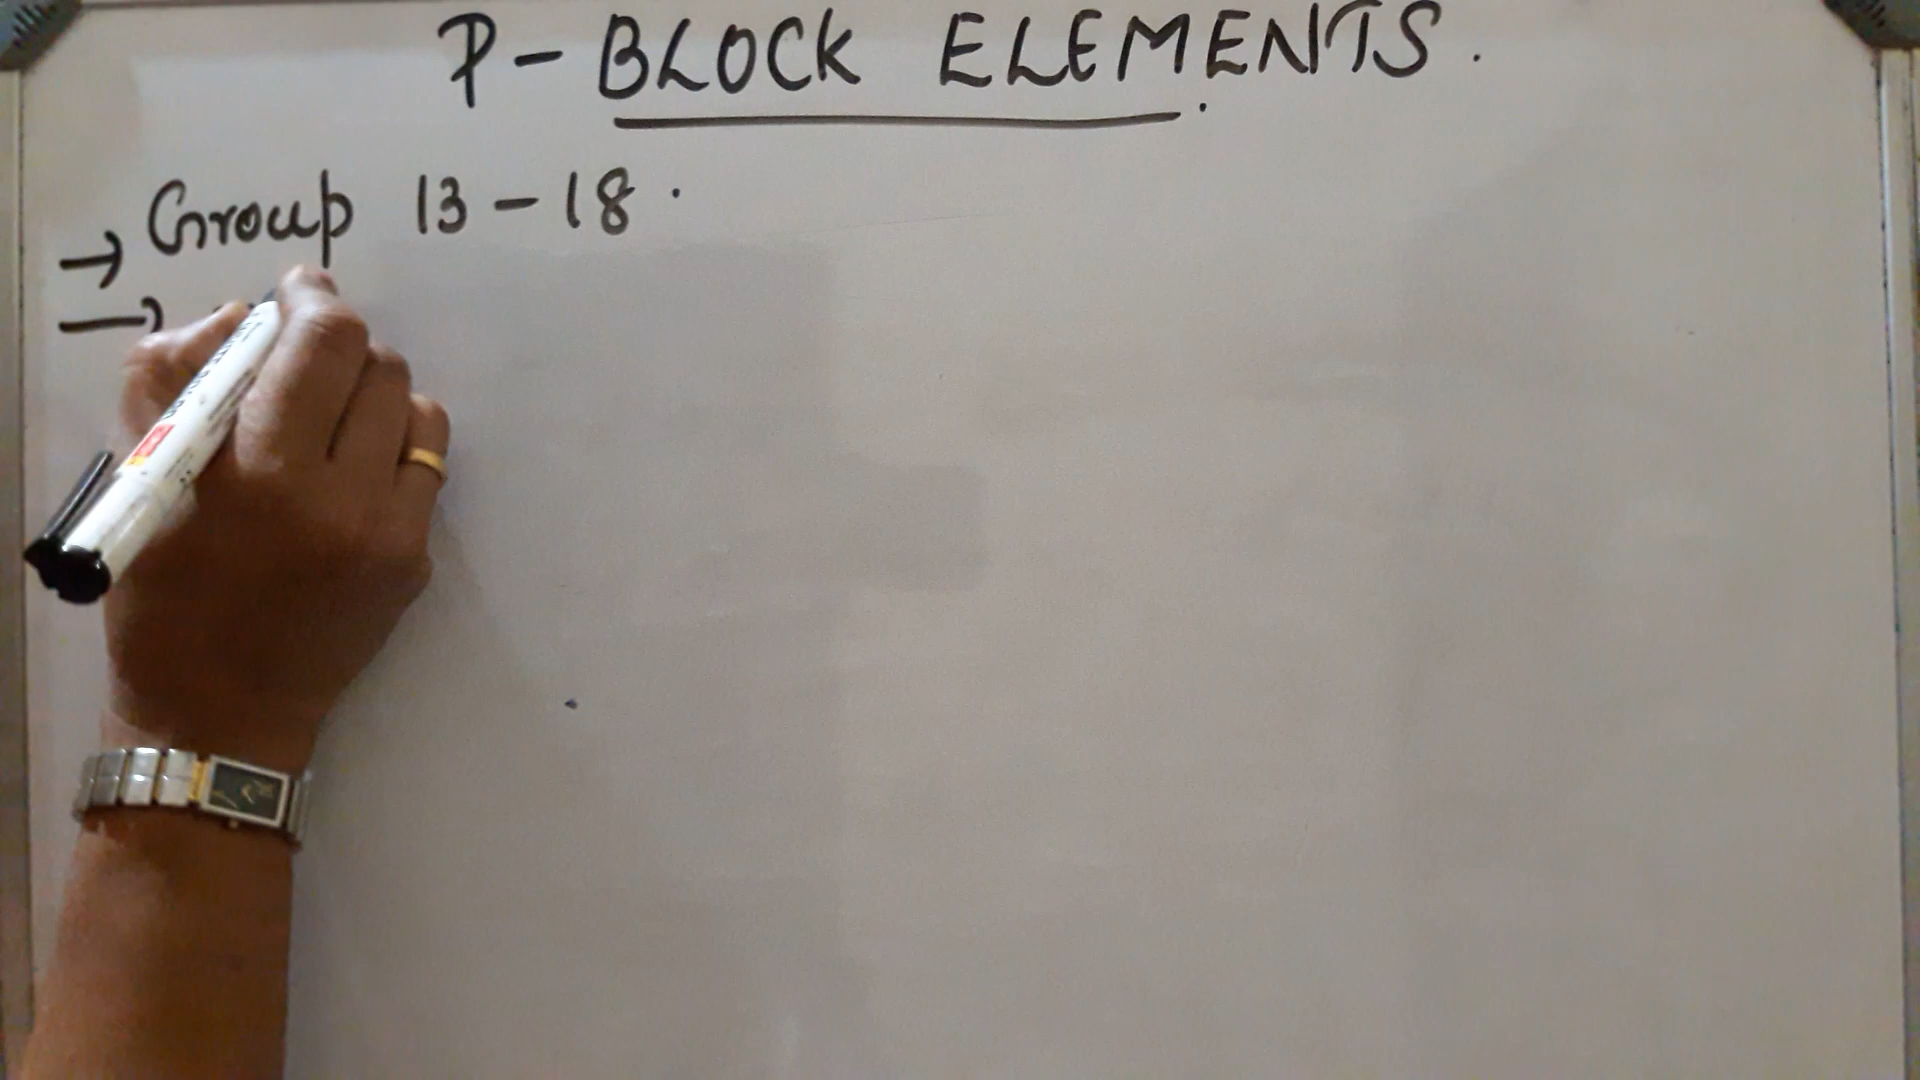 P - BLOCK ELEMENTS.
→ Group 13 - 18.
→